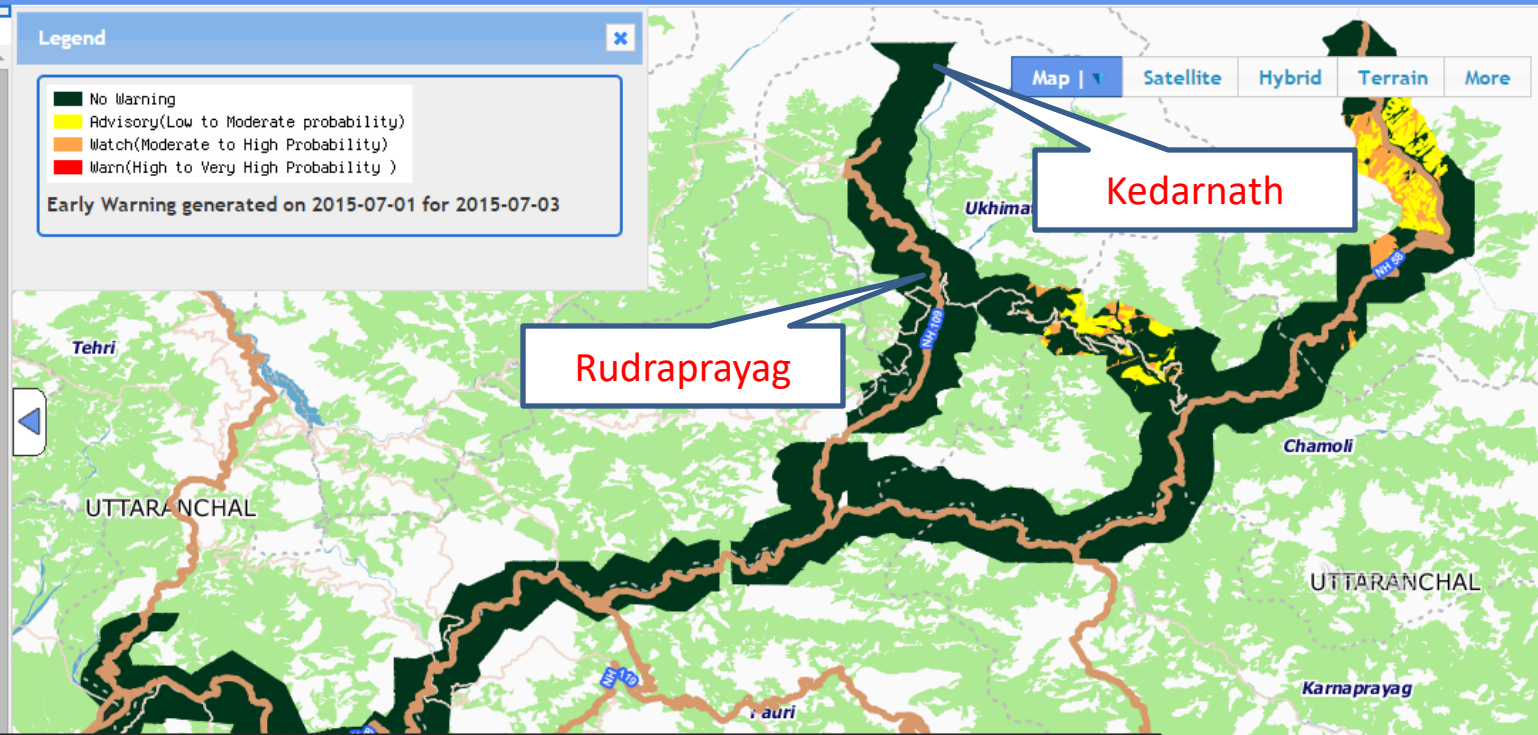 Legend
No Warning
Advisory(Low to Moderate probability)
Watch(Moderate to High Probability)
Warn(High to Very High Probability )
Early Warning generated on 2015-07-01 for 2015-07-03
Map | ▼ Satellite Hybrid Terrain More
Kedarnath
Rudraprayag
NH 58
NH 109
Tehri
Chamoli
UTTARANCHAL
UTTARANCHAL
NH 119
Karnaprayag